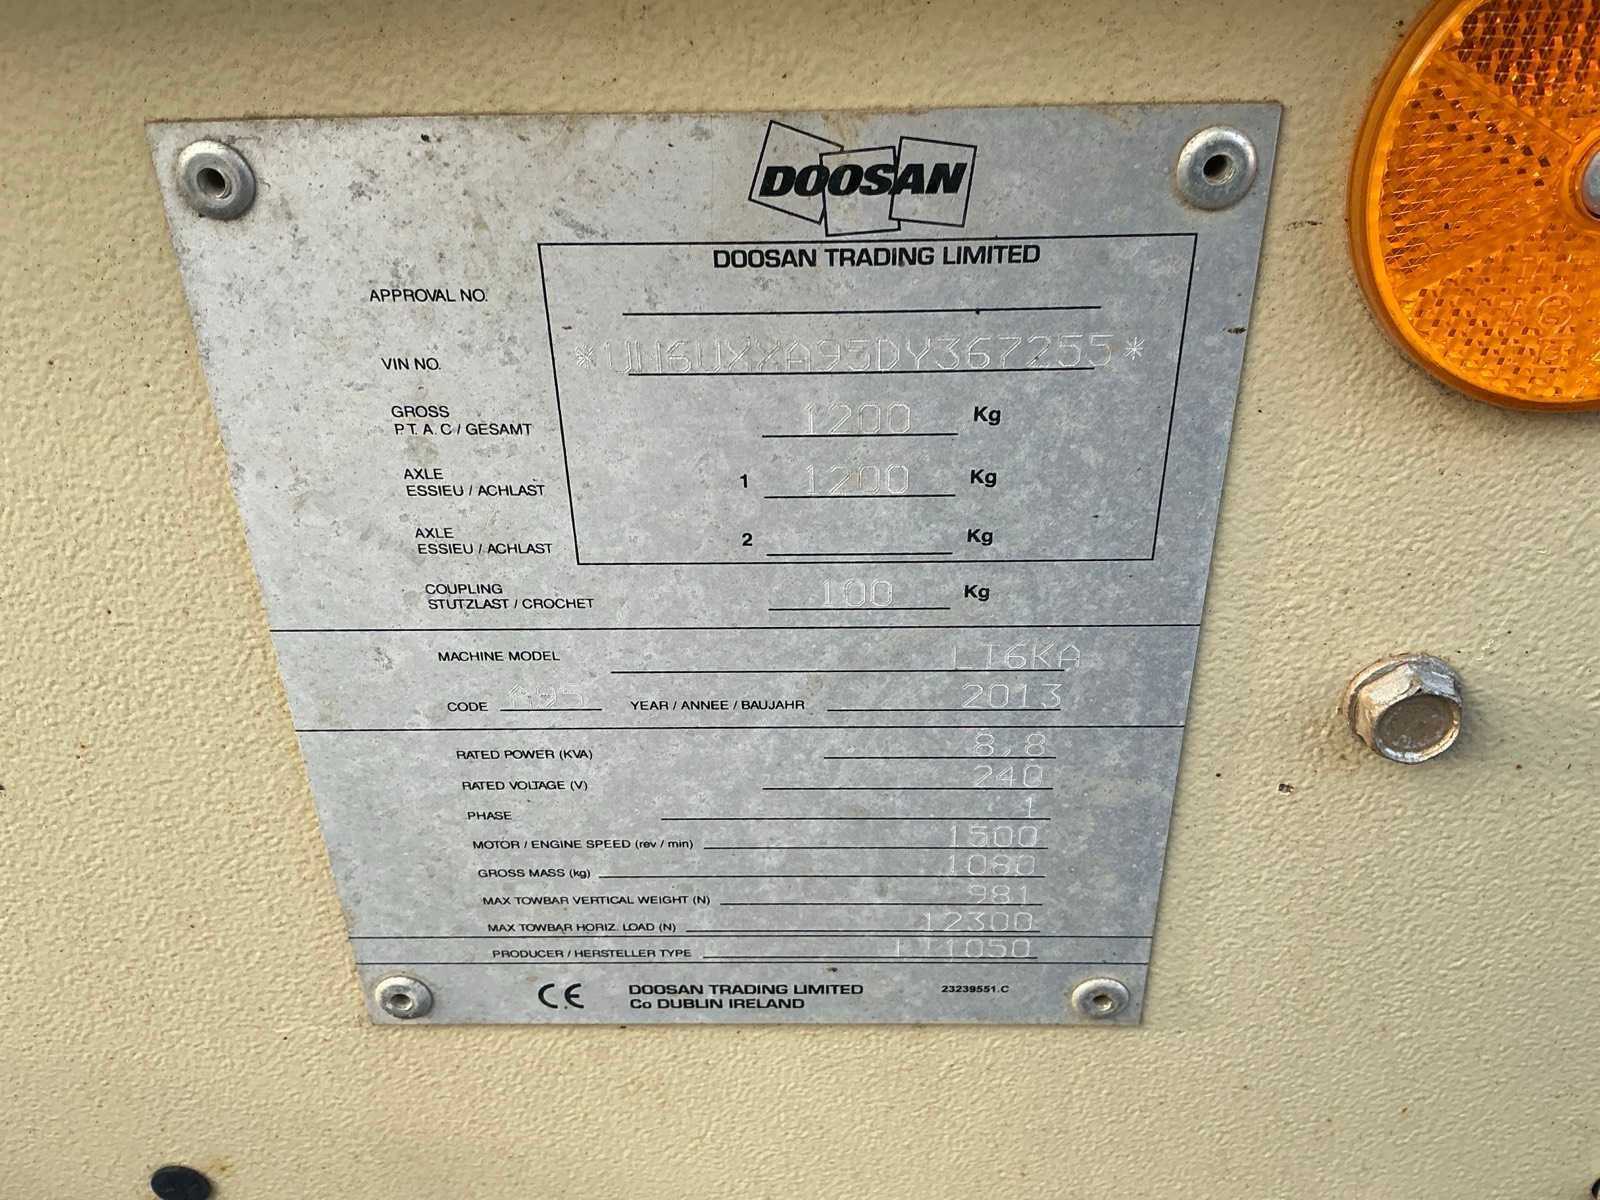 DOOSAN
DOOSAN TRADING LIMITED
APPROVAL NO.
VIN NO. *UN6UXXA95DY367255*
GROSS 1200 Kg
P.T.A.C / GESAMT
AXLE 1 1200 Kg
ESSIEU / ACHLAST
AXLE 2 Kg
ESSIEU / ACHLAST
COUPLING 100 Kg
STUTZLAST / CROCHET
MACHINE MODEL LT6KA
CODE A95 YEAR / ANNEE / BAUJAHR 2013
RATED POWER (KVA) 8,8
RATED VOLTAGE (V) 240
PHASE 1
MOTOR / ENGINE SPEED (rev / min) 1500
GROSS MASS (kg) 1080
MAX TOWBAR VERTICAL WEIGHT (N) 981
MAX TOWBAR HORIZ. LOAD (N) 12300
PRODUCER / HERSTELLER TYPE
CE DOOSAN TRADING LIMITED 23239551.C
Co DUBLIN IRELAND